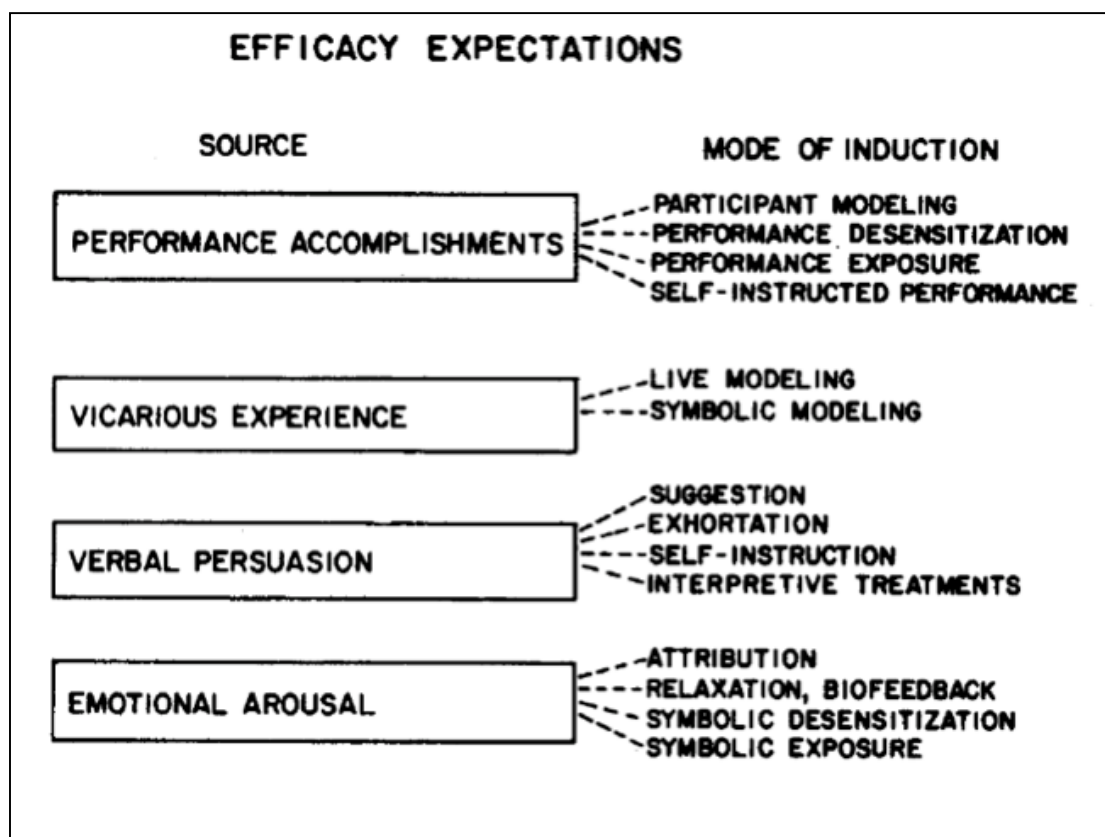 EFFICACY EXPECTATIONS
SOURCE
MODE OF INDUCTION
PERFORMANCE ACCOMPLISHMENTS
PARTICIPANT MODELING
PERFORMANCE DESENSITIZATION
PERFORMANCE EXPOSURE
SELF-INSTRUCTED PERFORMANCE
VICARIOUS EXPERIENCE
LIVE MODELING
SYMBOLIC MODELING
VERBAL PERSUASION
SUGGESTION
EXHORTATION
SELF-INSTRUCTION
INTERPRETIVE TREATMENTS
EMOTIONAL AROUSAL
ATTRIBUTION
RELAXATION, BIOFEEDBACK
SYMBOLIC DESENSITIZATION
SYMBOLIC EXPOSURE